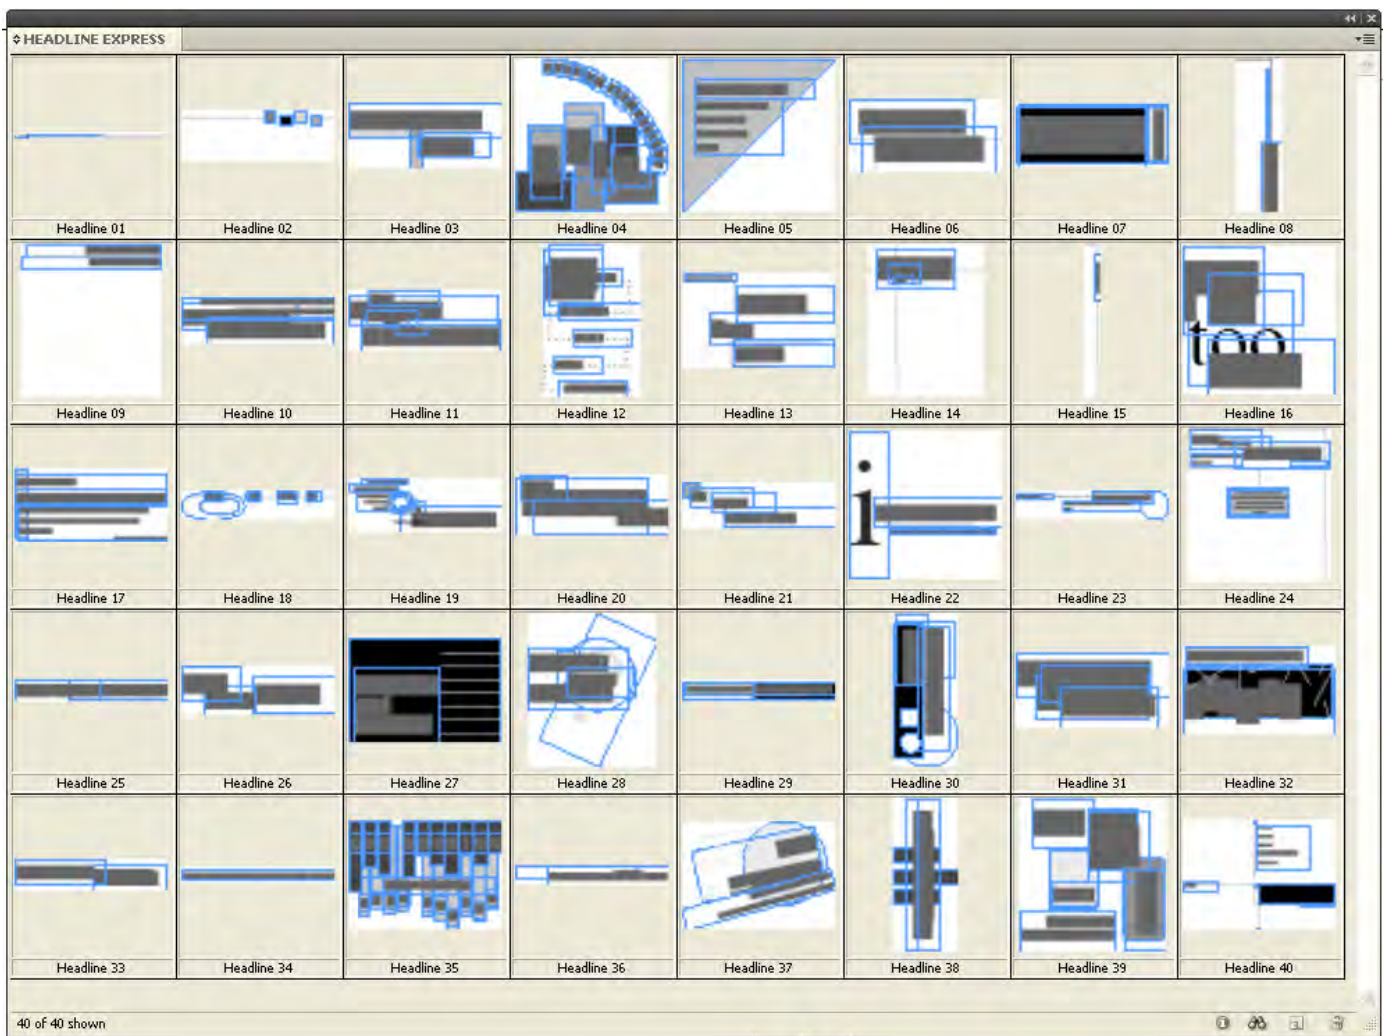 HEADLINE EXPRESS
Headline 01 Headline 02 Headline 03 Headline 04 Headline 05 Headline 06 Headline 07 Headline 08
Headline 09 Headline 10 Headline 11 Headline 12 Headline 13 Headline 14 Headline 15 Headline 16
too
Headline 17 Headline 18 Headline 19 Headline 20 Headline 21 Headline 22 Headline 23 Headline 24
i
Headline 25 Headline 26 Headline 27 Headline 28 Headline 29 Headline 30 Headline 31 Headline 32
Headline 33 Headline 34 Headline 35 Headline 36 Headline 37 Headline 38 Headline 39 Headline 40
40 of 40 shown